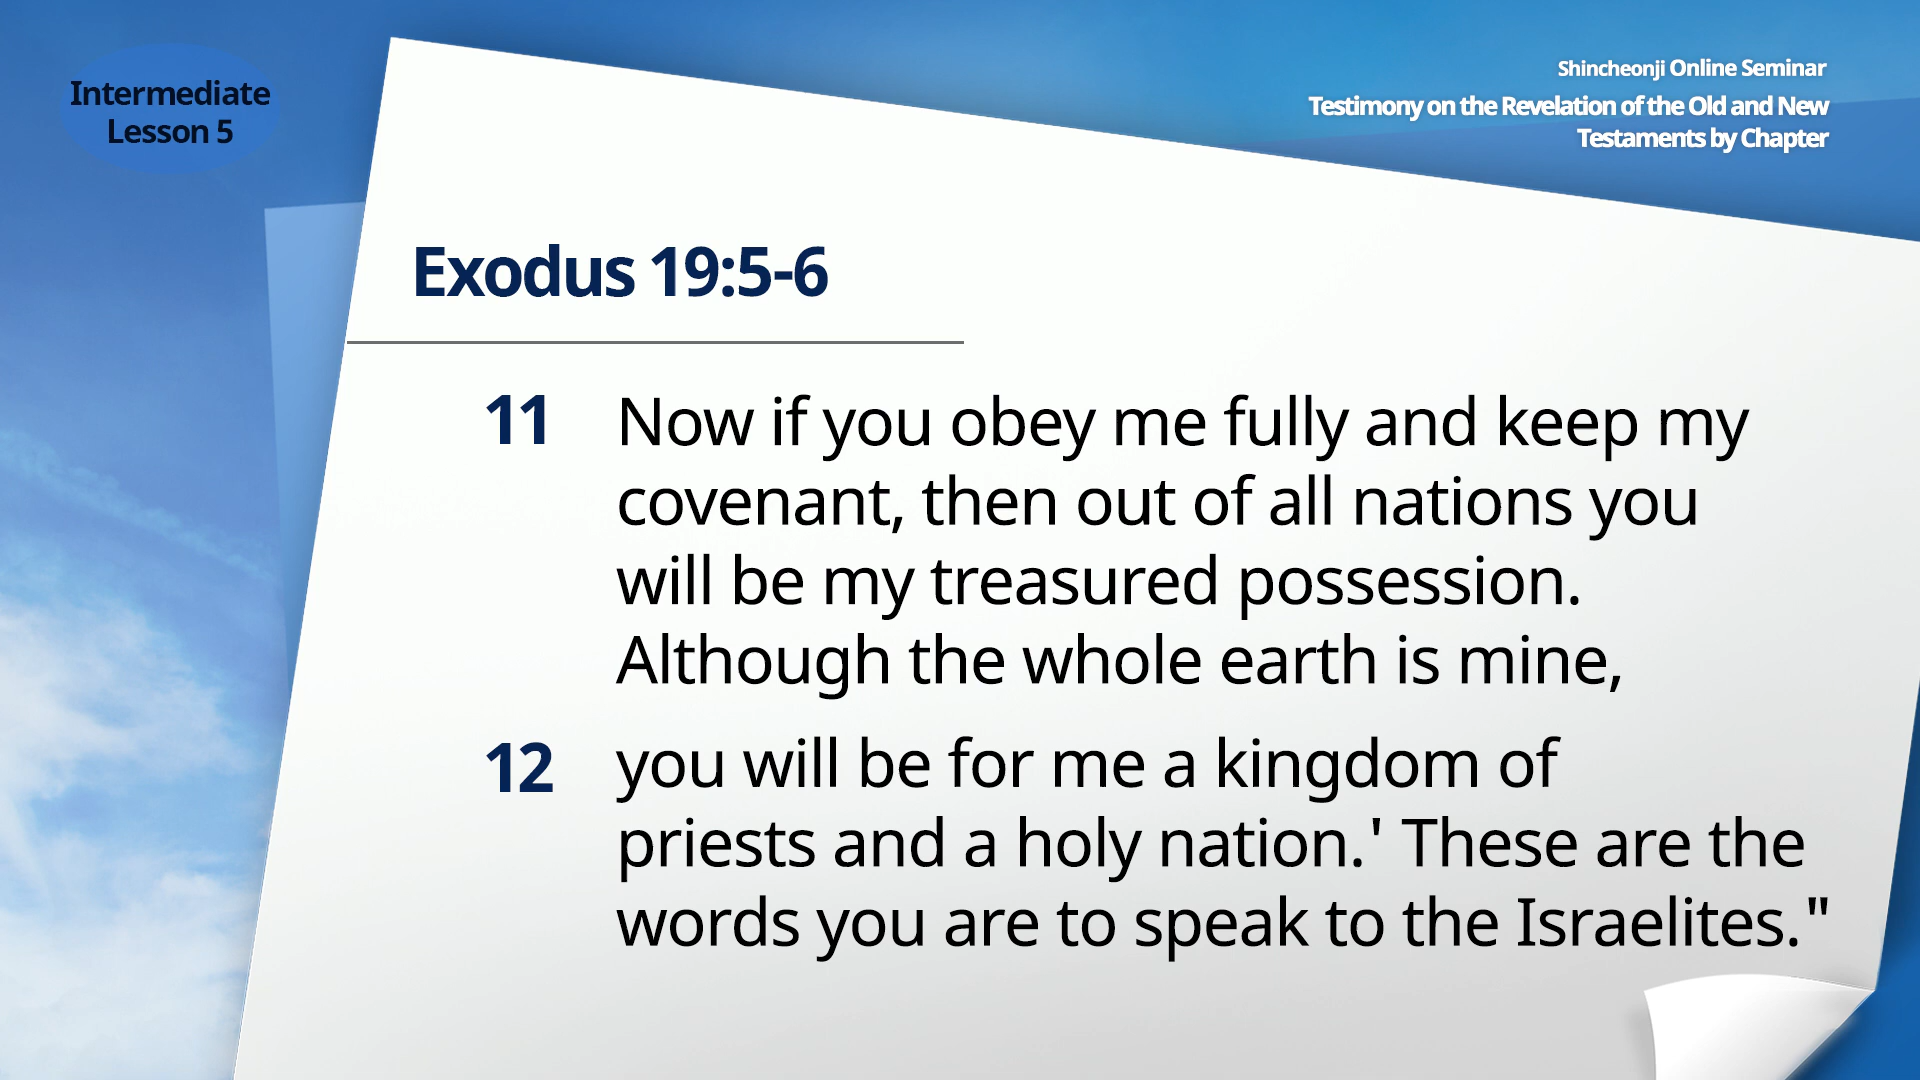 Intermediate
Lesson 5
Shincheonji Online Seminar
Testimony on the Revelation of the Old and New
Testaments by Chapter
Exodus 19:5-6
11 Now if you obey me fully and keep my
covenant, then out of all nations you
will be my treasured possession.
Although the whole earth is mine,
12 you will be for me a kingdom of
priests and a holy nation.' These are the
words you are to speak to the Israelites."